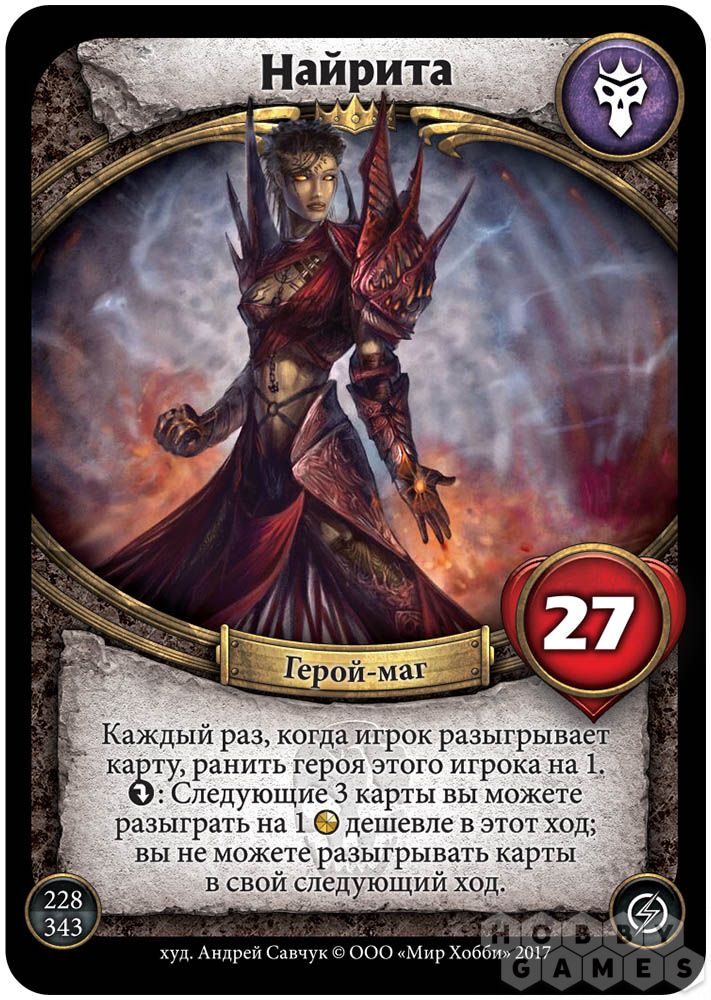 Найрита
27
Герой-маг
Каждый раз, когда игрок разыгрывает
карту, ранить героя этого игрока на 1.
: Следующие 3 карты вы можете
разыграть на 1 дешевле в этот ход;
вы не можете разыгрывать карты
в свой следующий ход.
228
343
худ. Андрей Савчук © ООО «Мир Хобби» 2017
HOBBY
GAMES